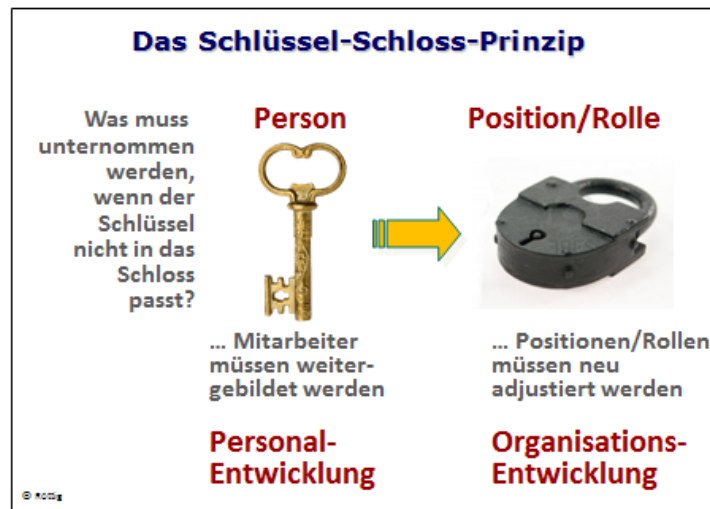 Das Schlüssel-Schloss-Prinzip
Was muss
unternommen
werden,
wenn der
Schlüssel
nicht in das
Schloss
passt?
Person
Position/Rolle
... Mitarbeiter
müssen weiter-
gebildet werden
... Positionen/Rollen
müssen neu
adjustiert werden
Personal-
Entwicklung
Organisations-
Entwicklung
©